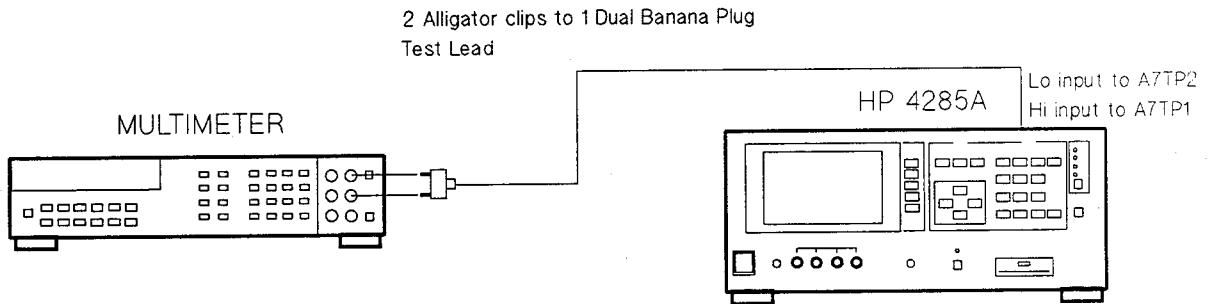 2 Alligator clips to 1 Dual Banana Plug
Test Lead
Lo input to A7TP2
HP 4285A
Hi input to A7TP1
MULTIMETER